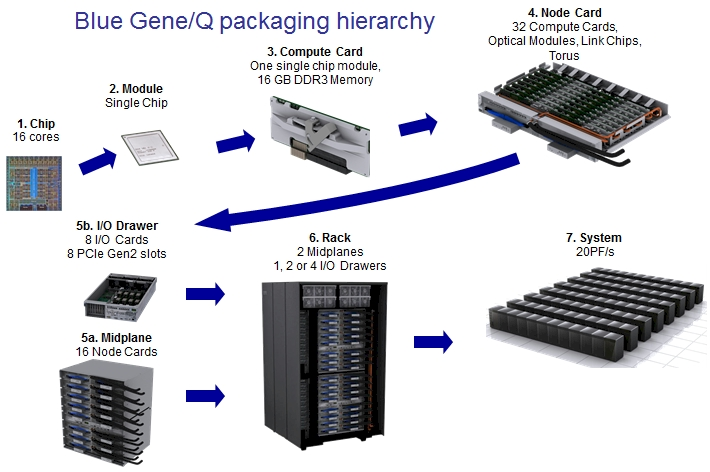 Blue Gene/Q packaging hierarchy
1. Chip
16 cores
2. Module
Single Chip
3. Compute Card
One single chip module,
16 GB DDR3 Memory
4. Node Card
32 Compute Cards,
Optical Modules, Link Chips,
Torus
5b. I/O Drawer
8 I/O Cards
8 PCIe Gen2 slots
5a. Midplane
16 Node Cards
6. Rack
2 Midplanes
1, 2 or 4 I/O Drawers
7. System
20PF/s